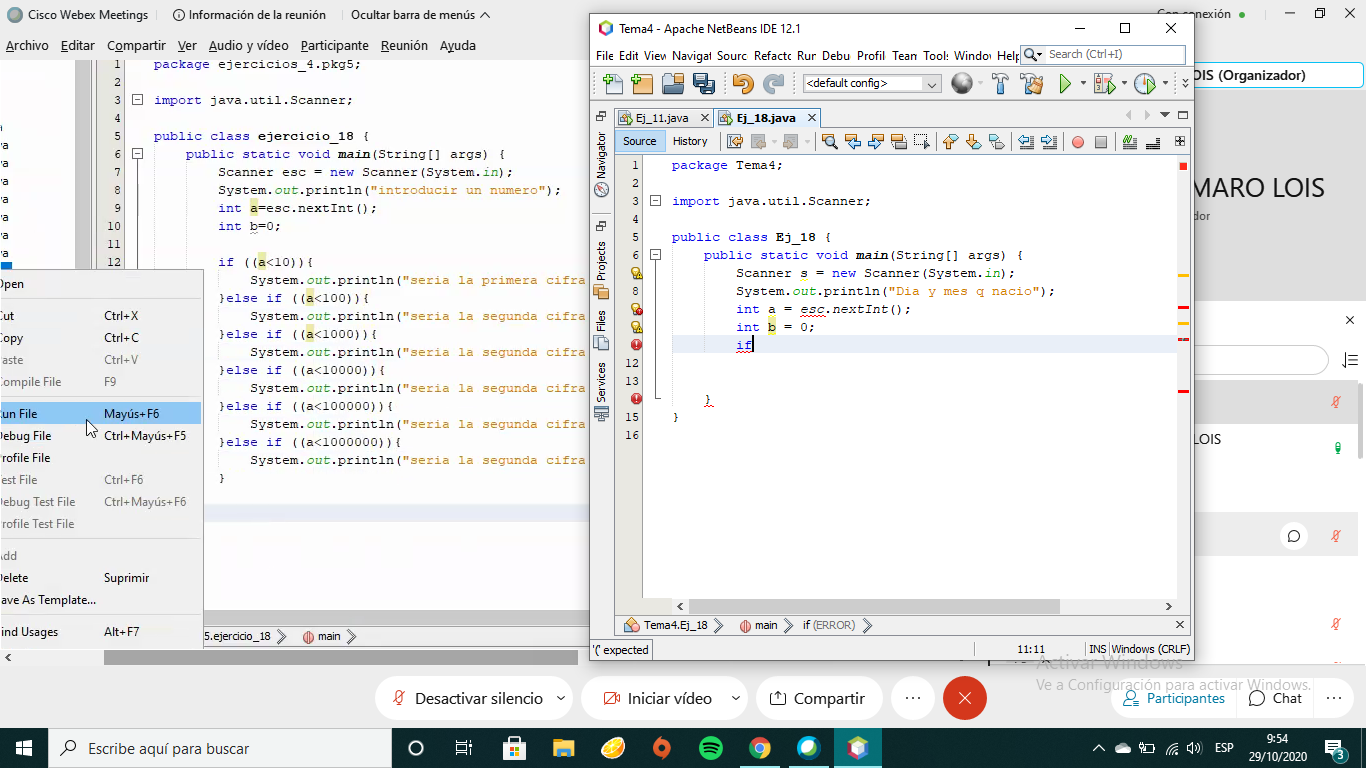 Cisco Webex Meetings
Información de la reunión
Ocultar barra de menús
Con conexión
Archivo Editar Compartir Ver Audio y vídeo Participante Reunión Ayuda
1 package ejercicios_4.pkg5;
2
3 import java.util.Scanner;
4
5 public class ejercicio_18 {
6 public static void main(String[] args) {
7 Scanner esc = new Scanner(System.in);
8 System.out.println("introducir un numero");
9 int a=esc.nextInt();
10 int b=0;
11
12 if ((a<10)){
System.out.println("seria la primera cifra
}else if ((a<100)){
System.out.println("seria la segunda cifra
}else if ((a<1000)){
System.out.println("seria la segunda cifra
}else if ((a<10000)){
System.out.println("seria la segunda cifra
}else if ((a<100000)){
System.out.println("seria la segunda cifra
}else if ((a<1000000)){
System.out.println("seria la segunda cifra
}
va
va
va
va
va
va
va
Open
Cut Ctrl+X
Copy Ctrl+C
Paste Ctrl+V
Compile File F9
Run File Mayús+F6
Debug File Ctrl+Mayús+F5
Profile File
Test File Ctrl+F6
Debug Test File Ctrl+Mayús+F6
Profile Test File
Add
Delete Suprimir
Save As Template...
Find Usages Alt+F7
5.ejercicio_18 main
Tema4 - Apache NetBeans IDE 12.1
File Edit View Navigat Sourc Refactc Run Debu Profil Tean Tools Windov Help
Search (Ctrl+I)
<default config>
Ej_11.java Ej_18.java
Source History
Navigator
Projects
Files
Services
1 package Tema4;
2
3 import java.util.Scanner;
4
5 public class Ej_18 {
6 public static void main(String[] args) {
Scanner s = new Scanner(System.in);
8 System.out.println("Dia y mes q nacio");
int a = esc.nextInt();
int b = 0;
if
12
13
}
15 }
16
Tema4.Ej_18 main if (ERROR)
'(' expected
11:11
INS
Windows (CRLF)
LOIS (Organizador)
MARO LOIS
dor
LOIS
Activar Windows
Ve a Configuración para activar Windows.
Desactivar silencio
Iniciar vídeo
Compartir
Participantes
Chat
Escribe aquí para buscar
ESP
9:54
29/10/2020
3